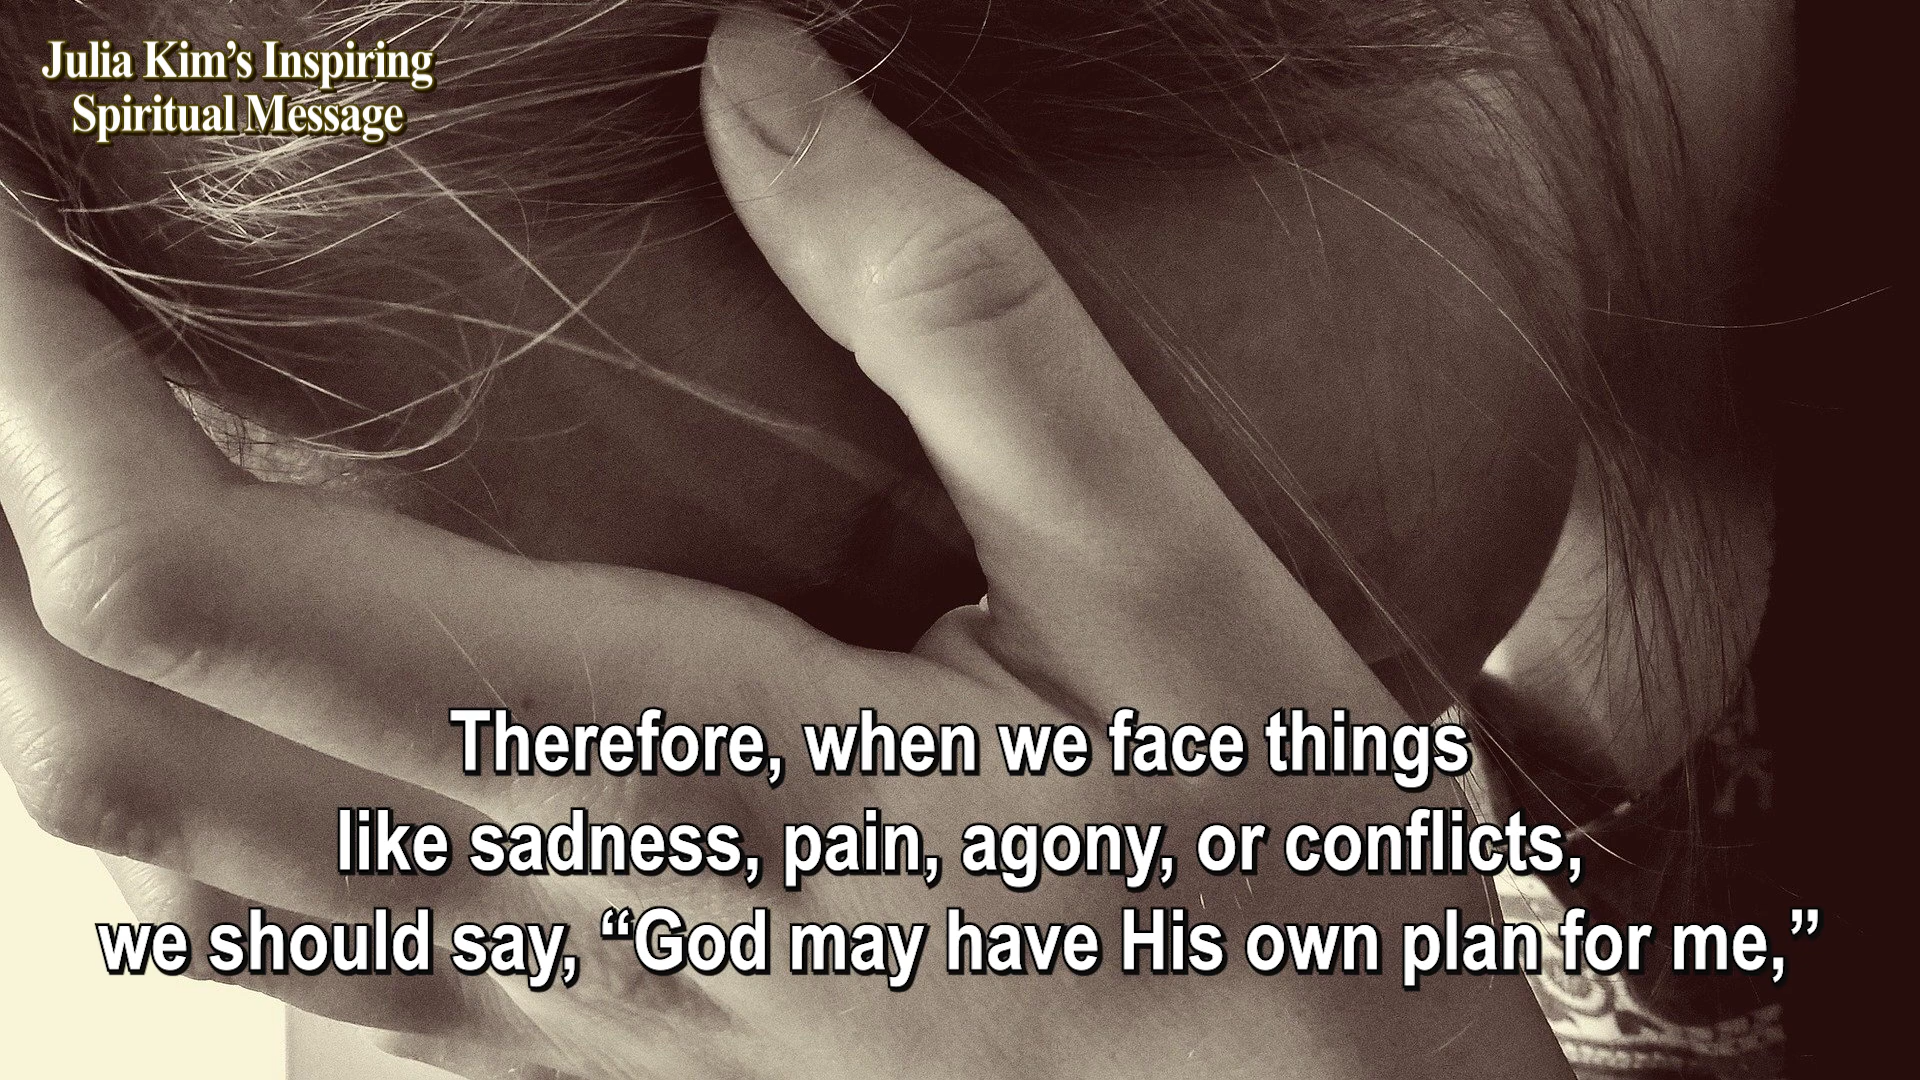 Julia Kim’s Inspiring
Spiritual Message
Therefore, when we face things
like sadness, pain, agony, or conflicts,
we should say, “God may have His own plan for me,”